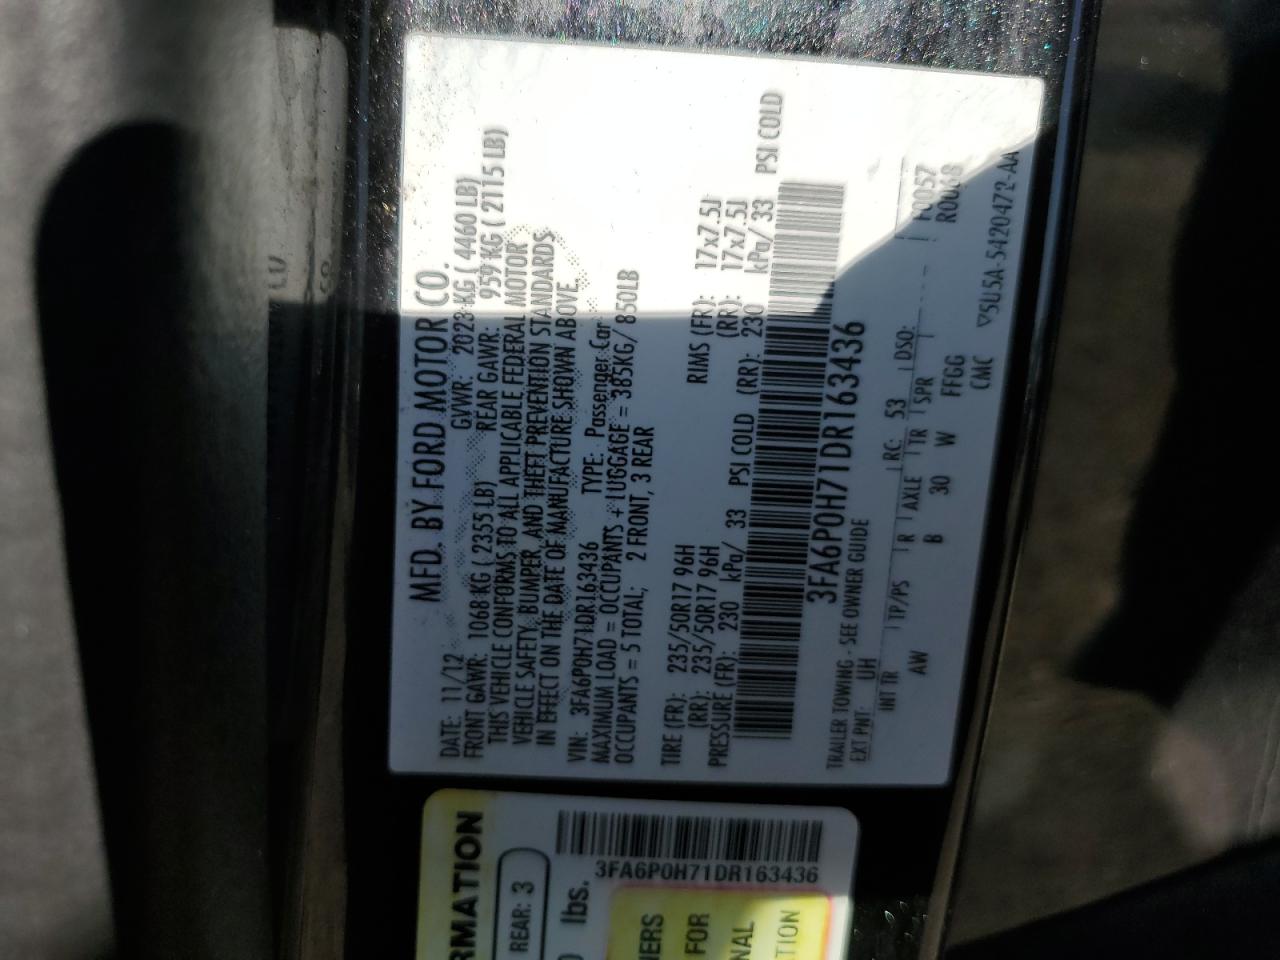 MFD. BY FORD MOTOR CO.
DATE: 11/12 GVWR: 2023 KG ( 4460 LB)
FRONT GAWR: 1068 KG ( 2355 LB) REAR GAWR: 959 KG ( 2115 LB)
THIS VEHICLE CONFORMS TO ALL APPLICABLE FEDERAL MOTOR
VEHICLE SAFETY, BUMPER, AND THEFT PREVENTION STANDARDS
IN EFFECT ON THE DATE OF MANUFACTURE SHOWN ABOVE.
VIN: 3FA6P0H71DR163436 TYPE: Passenger Car
MAXIMUM LOAD = OCCUPANTS + LUGGAGE = 385KG/ 850LB
OCCUPANTS = 5 TOTAL; 2 FRONT, 3 REAR
TIRE (FR): 235/50R17 96H RIMS (FR): 17x7.5J
(RR): 235/50R17 96H (RR): 17x7.5J
PRESSURE (FR): 230 kPa/ 33 PSI COLD (RR): 230 kPa/ 33 PSI COLD
3FA6P0H71DR163436
TRAILER TOWING - SEE OWNER GUIDE
EXT PNT: UH RC: 53 DSO: F0057
INT TR TP/PS R AXLE TR SPR
AW B 30 W FFGG
CMC
▽5U5A-5420472-AA
RMATION
REAR: 3
lbs.
3FA6P0H71DR163436
NERS
FOR
NAL
TION